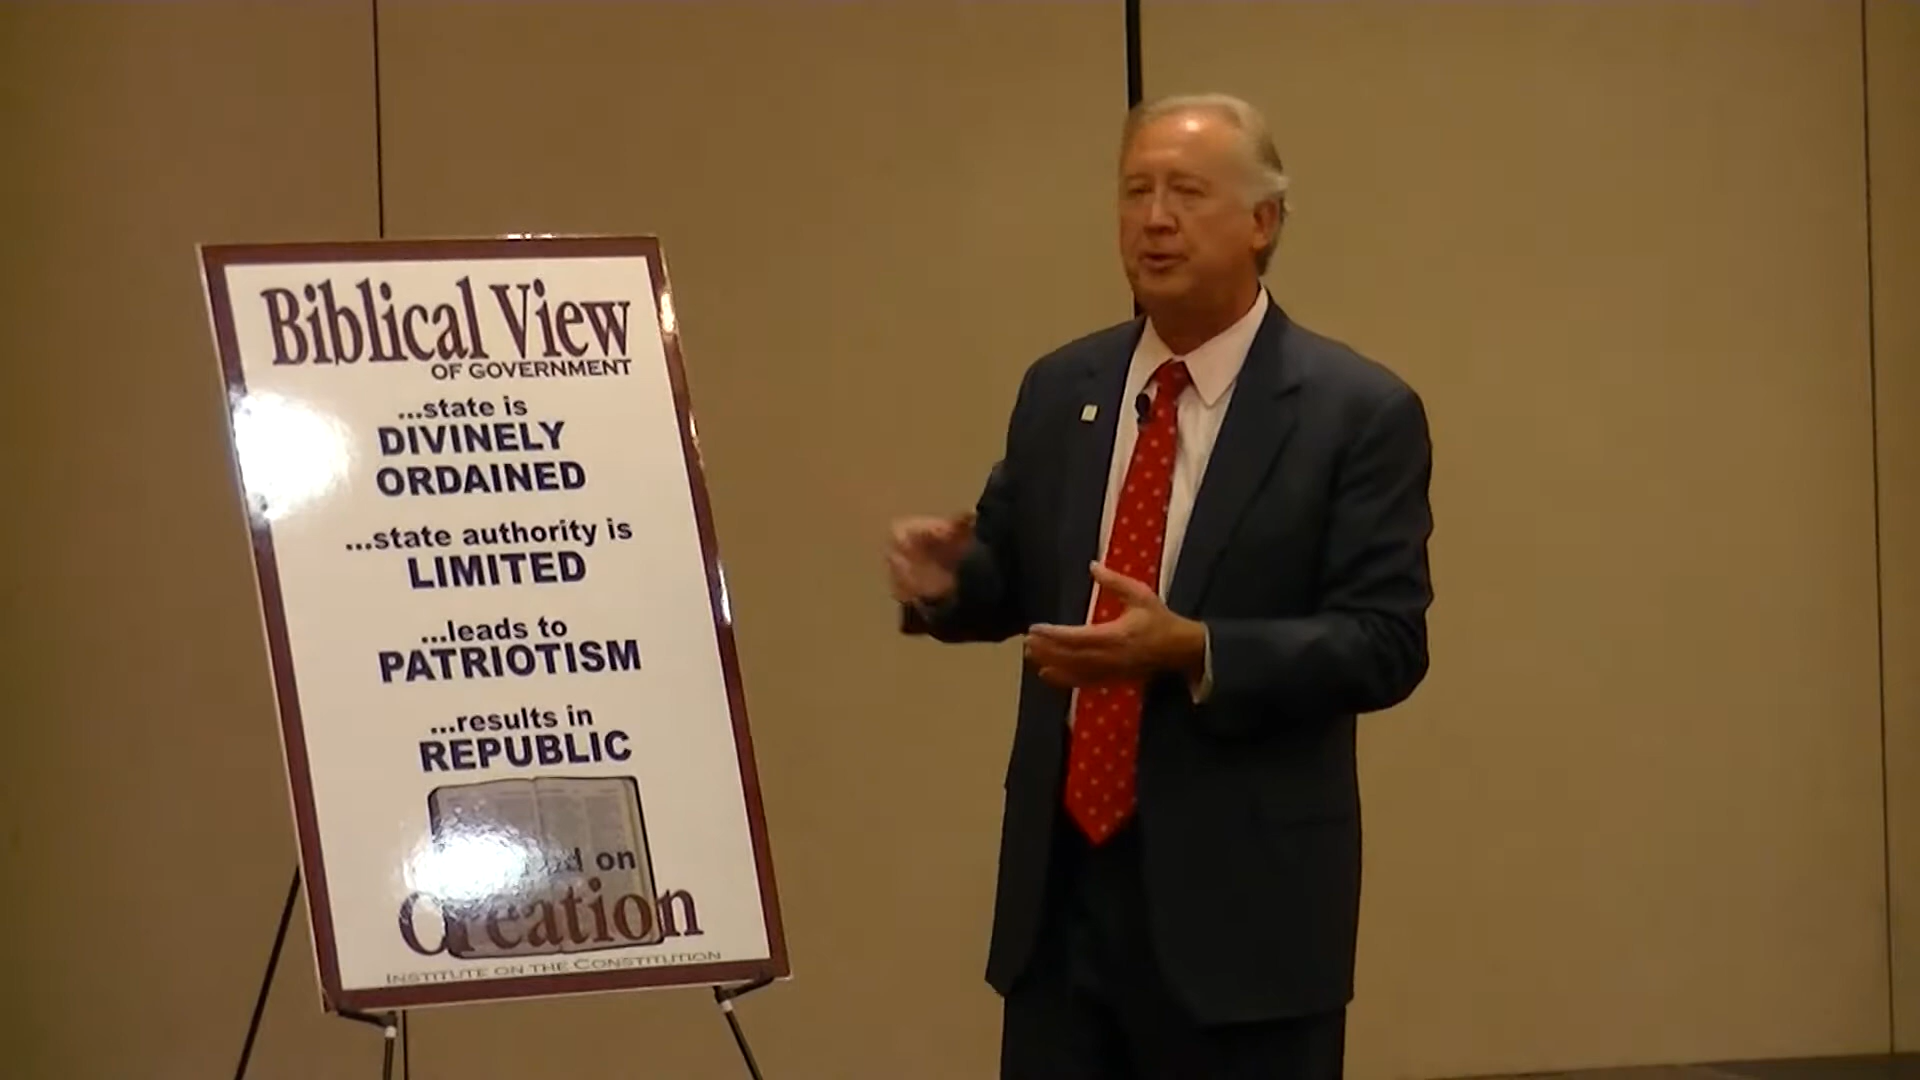 Biblical View
OF GOVERNMENT
...state is
DIVINELY
ORDAINED
...state authority is
LIMITED
...leads to
PATRIOTISM
...results in
REPUBLIC
on
Creation
INSTITUTE ON THE CONSTITUTION